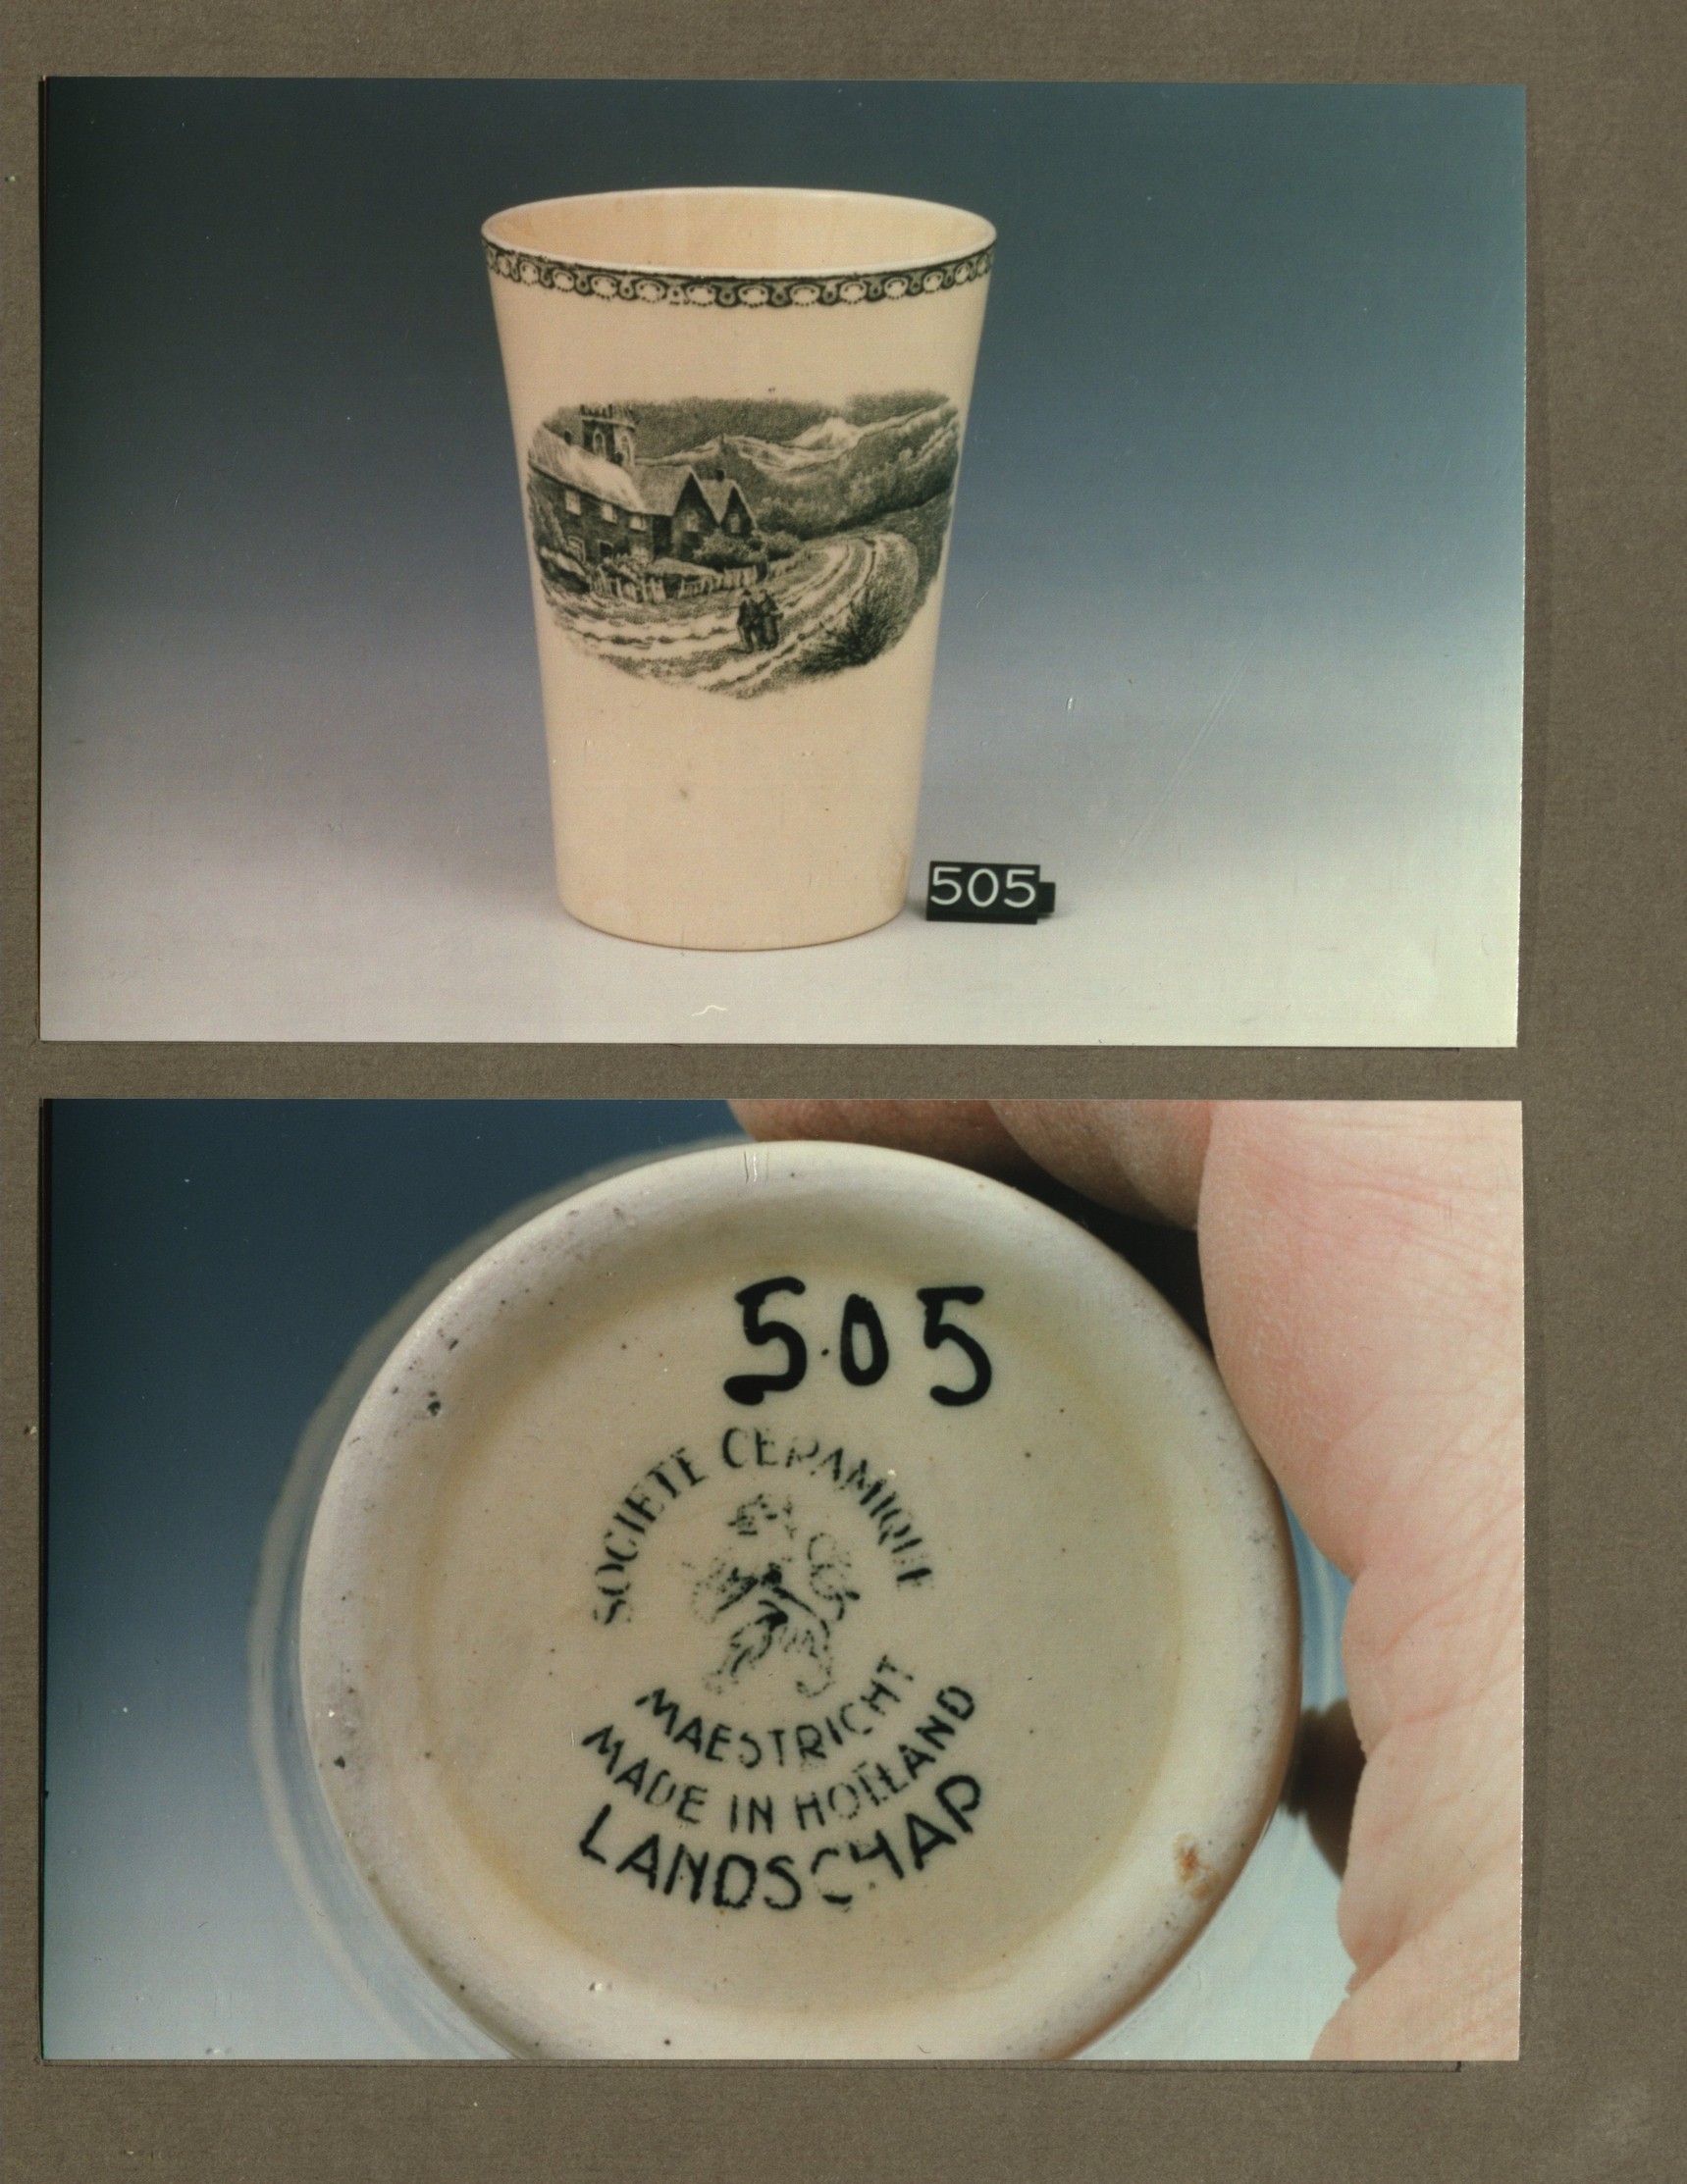 505
505
SOCIETE CERAMIQUE
MAESTRICHT
MADE IN HOLLAND
LANDSCHAP